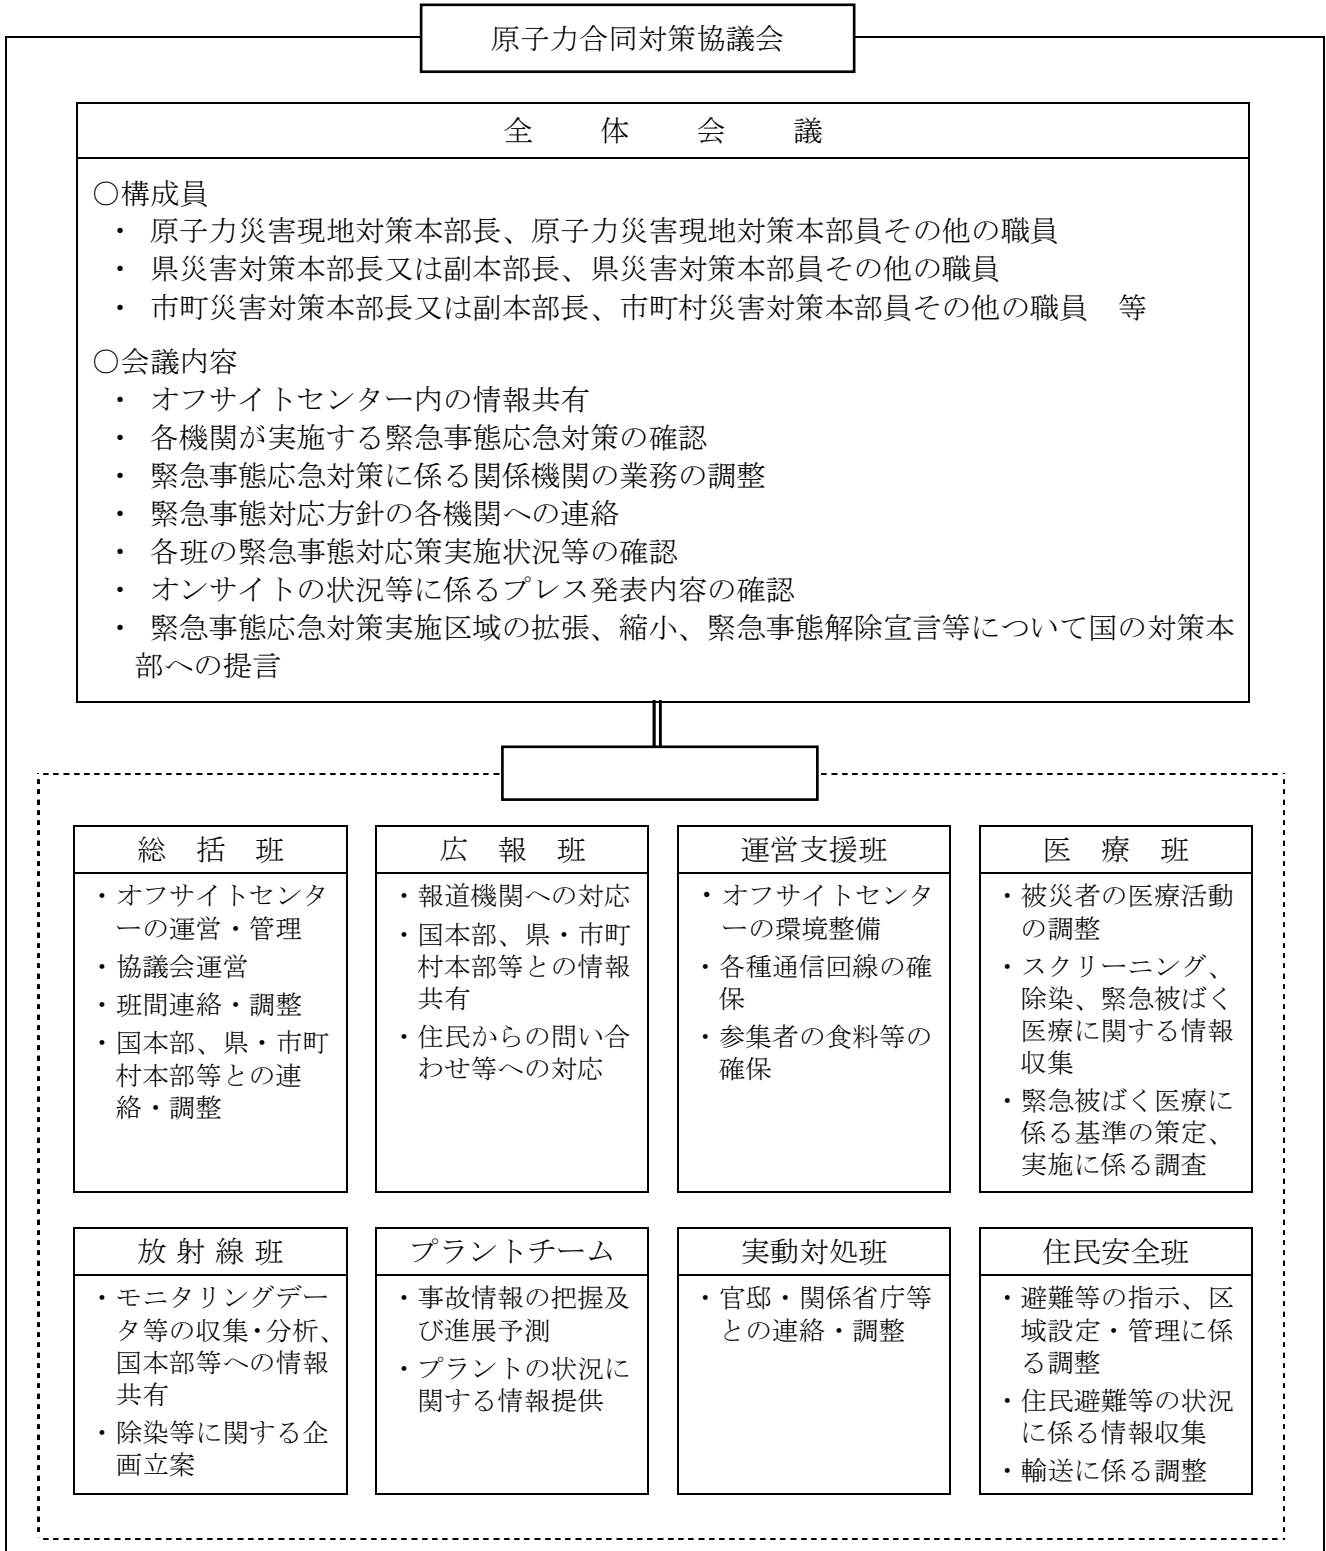 原子力合同対策協議会
全体会議
○構成員
・ 原子力災害現地対策本部長、原子力災害現地対策本部員その他の職員
・ 県災害対策本部長又は副本部長、県災害対策本部員その他の職員
・ 市町災害対策本部長又は副本部長、市町村災害対策本部員その他の職員　等
○会議内容
・ オフサイトセンター内の情報共有
・ 各機関が実施する緊急事態応急対策の確認
・ 緊急事態応急対策に係る関係機関の業務の調整
・ 緊急事態対応方針の各機関への連絡
・ 各班の緊急事態対応策実施状況等の確認
・ オンサイトの状況等に係るプレス発表内容の確認
・ 緊急事態応急対策実施区域の拡張、縮小、緊急事態解除宣言等について国の対策本
部への提言
総括班
・オフサイトセンタ
ーの運営・管理
・協議会運営
・班間連絡・調整
・国本部、県・市町
村本部等との連
絡・調整
広報班
・報道機関への対応
・国本部、県・市町
村本部等との情報
共有
・住民からの問い合
わせ等への対応
運営支援班
・オフサイトセンタ
ーの環境整備
・各種通信回線の確
保
・参集者の食料等の
確保
医療班
・被災者の医療活動
の調整
・スクリーニング、
除染、緊急被ばく
医療に関する情報
収集
・緊急被ばく医療に
係る基準の策定、
実施に係る調査
放射線班
・モニタリングデー
タ等の収集・分析、
国本部等への情報
共有
・除染等に関する企
画立案
プラントチーム
・事故情報の把握及
び進展予測
・プラントの状況に
関する情報提供
実動対処班
・官邸・関係省庁等
との連絡・調整
住民安全班
・避難等の指示、区
域設定・管理に係
る調整
・住民避難等の状況
に係る情報収集
・輸送に係る調整